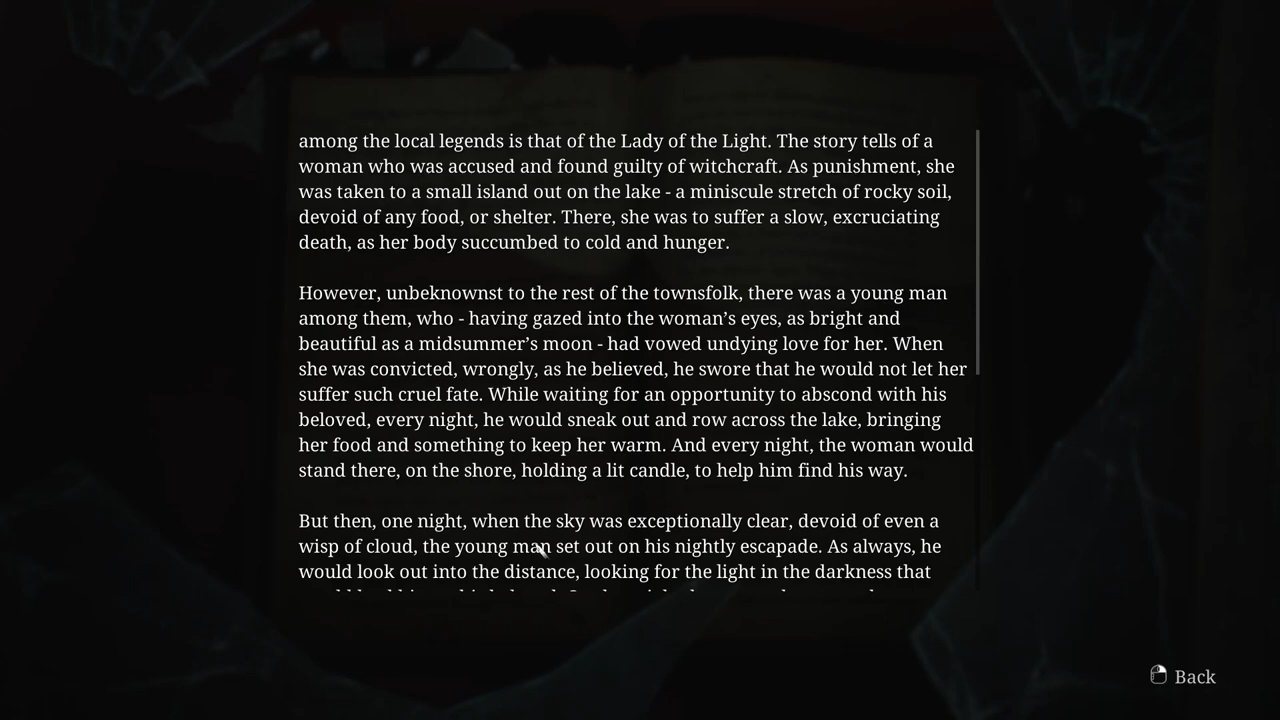 among the local legends is that of the Lady of the Light. The story tells of a
woman who was accused and found guilty of witchcraft. As punishment, she
was taken to a small island out on the lake - a miniscule stretch of rocky soil,
devoid of any food, or shelter. There, she was to suffer a slow, excruciating
death, as her body succumbed to cold and hunger.
However, unbeknownst to the rest of the townsfolk, there was a young man
among them, who - having gazed into the woman’s eyes, as bright and
beautiful as a midsummer’s moon - had vowed undying love for her. When
she was convicted, wrongly, as he believed, he swore that he would not let her
suffer such cruel fate. While waiting for an opportunity to abscond with his
beloved, every night, he would sneak out and row across the lake, bringing
her food and something to keep her warm. And every night, the woman would
stand there, on the shore, holding a lit candle, to help him find his way.
But then, one night, when the sky was exceptionally clear, devoid of even a
wisp of cloud, the young man set out on his nightly escapade. As always, he
would look out into the distance, looking for the light in the darkness that
Back